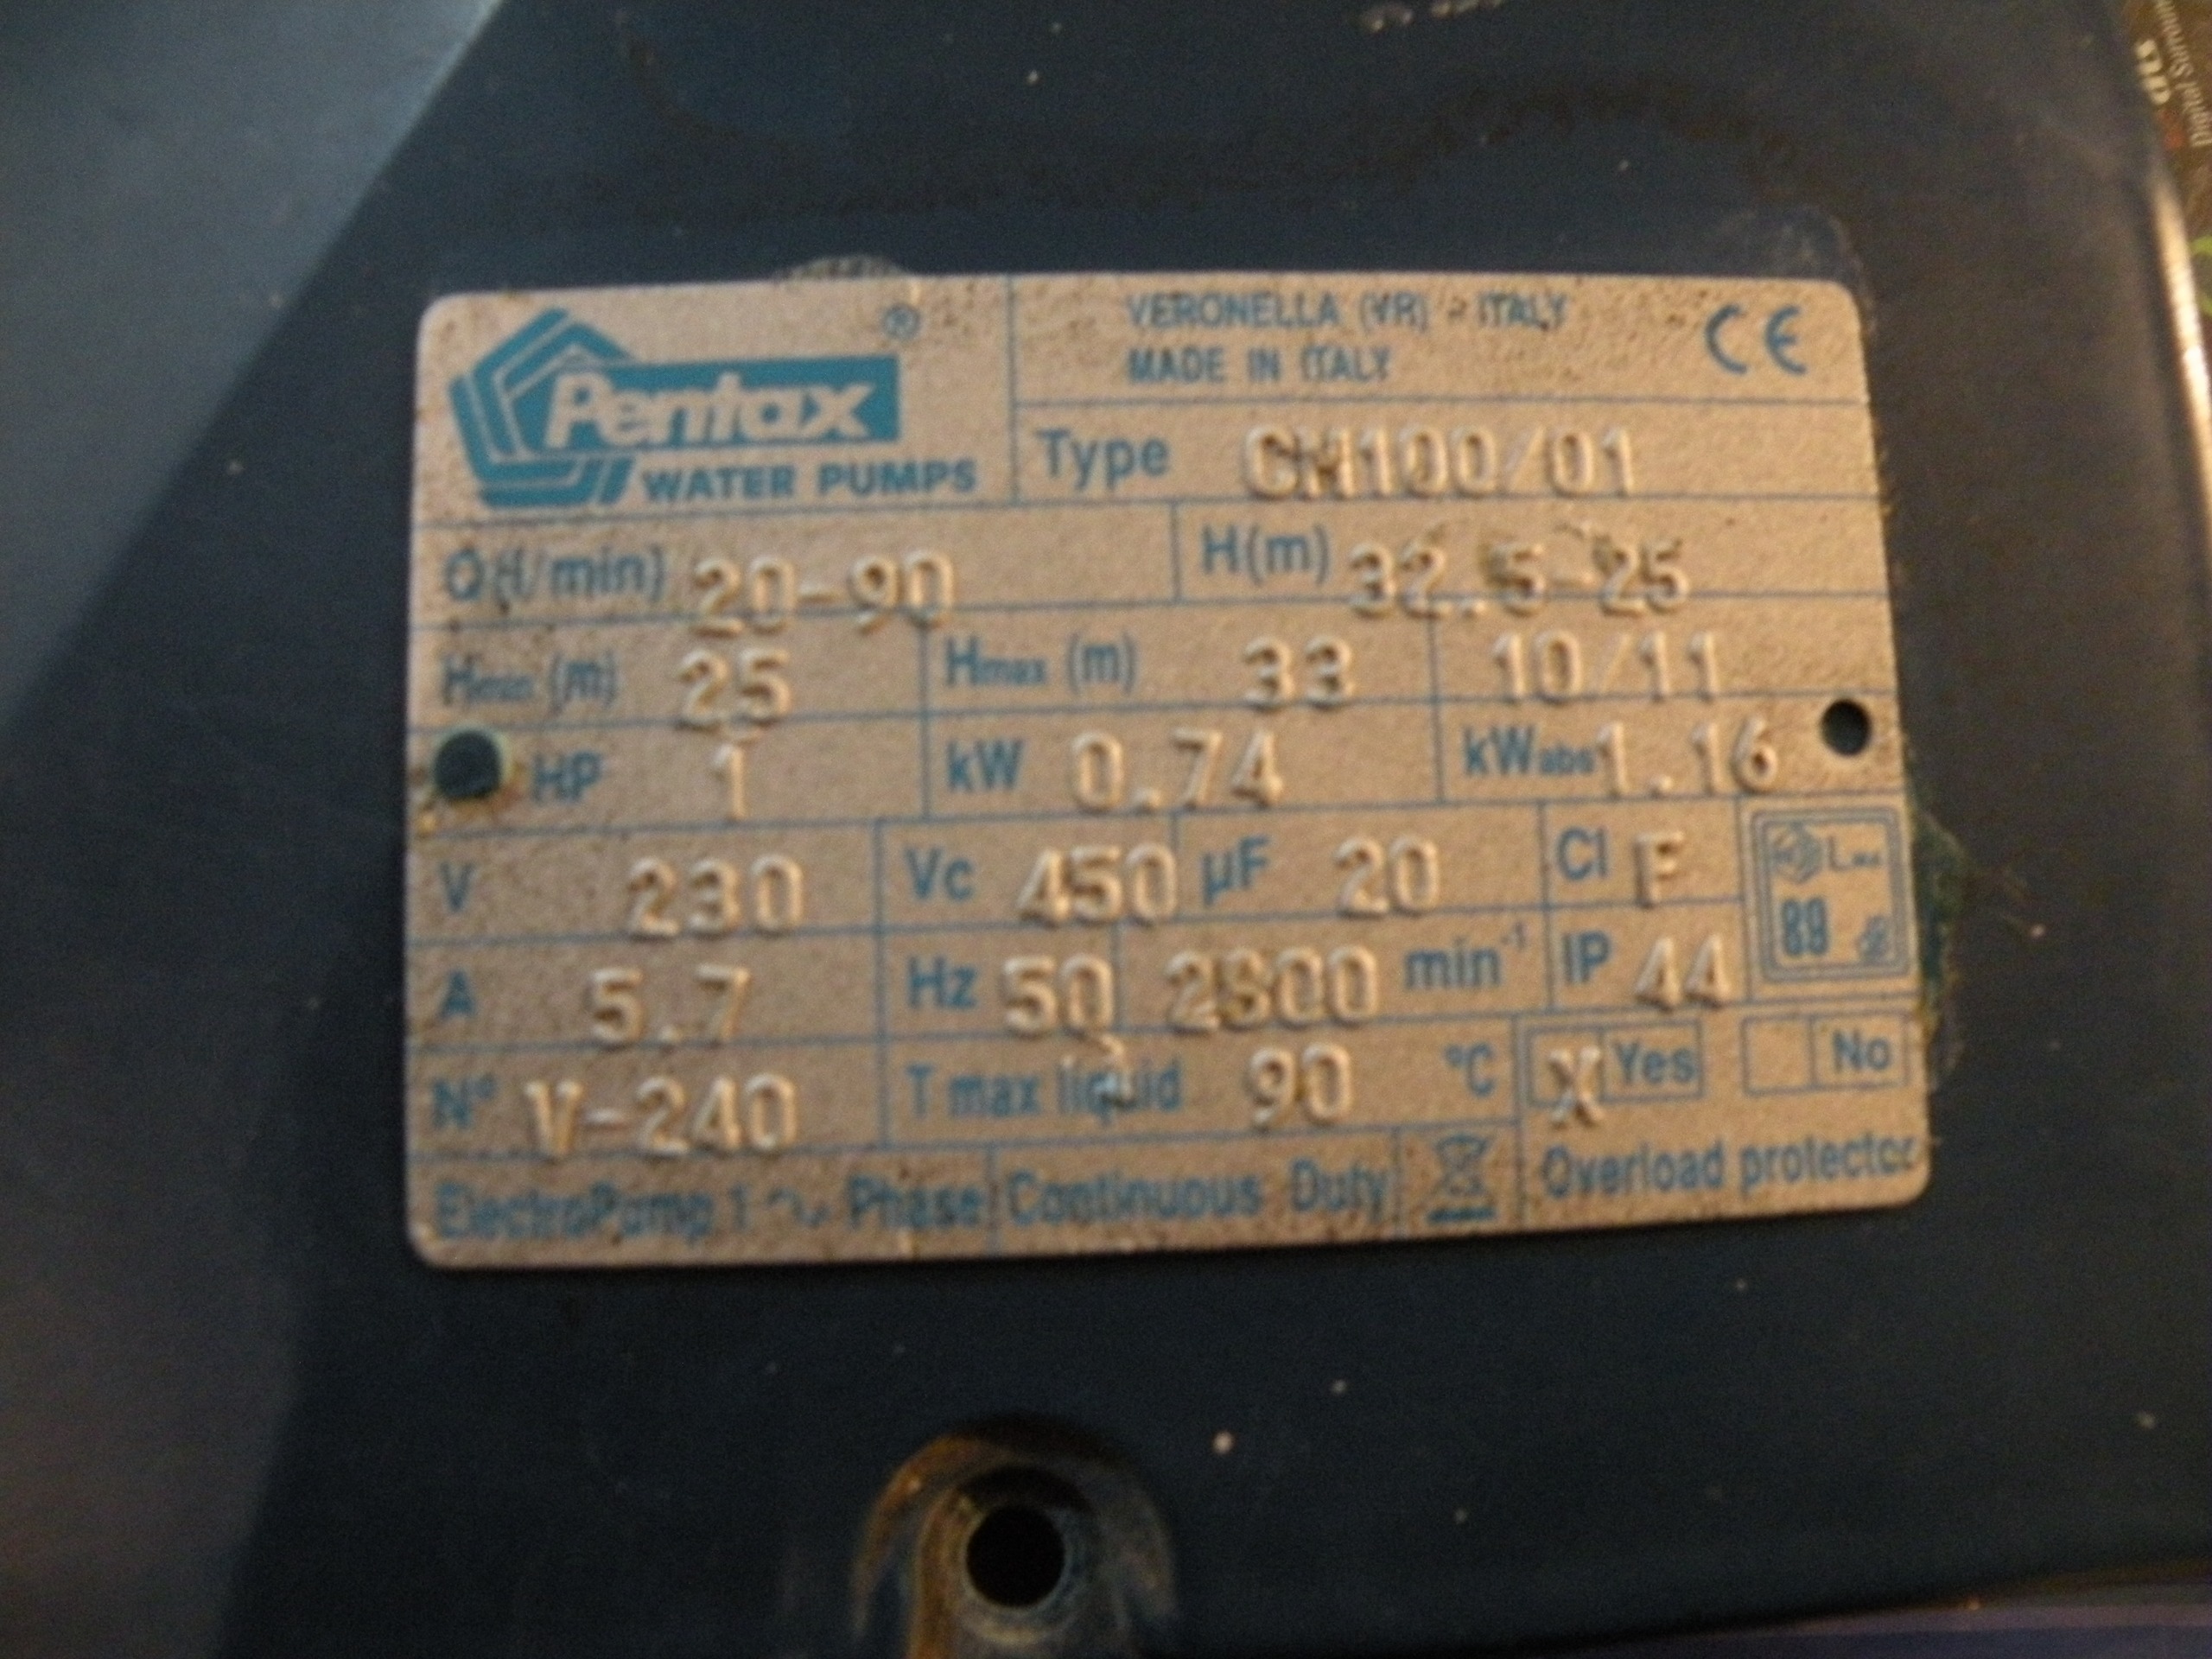 Pentax ®
WATER PUMPS
VERONELLA (VR) - ITALY
MADE IN ITALY
CE
Type CM100/01
Q (l/min) 20-90 H(m) 32.5-25
Hmin (m) 25 Hmax (m) 33 10/11
HP 1 kW 0.74 kWabs 1.16
V 230 Vc 450 µF 20 Cl F
89 dB
A 5.7 Hz 50 2800 min-1 IP 44
N° V-240 T max liquid 90 °C X Yes No
ElectroPump 1 ~ Phase Continuous Duty Overload protector